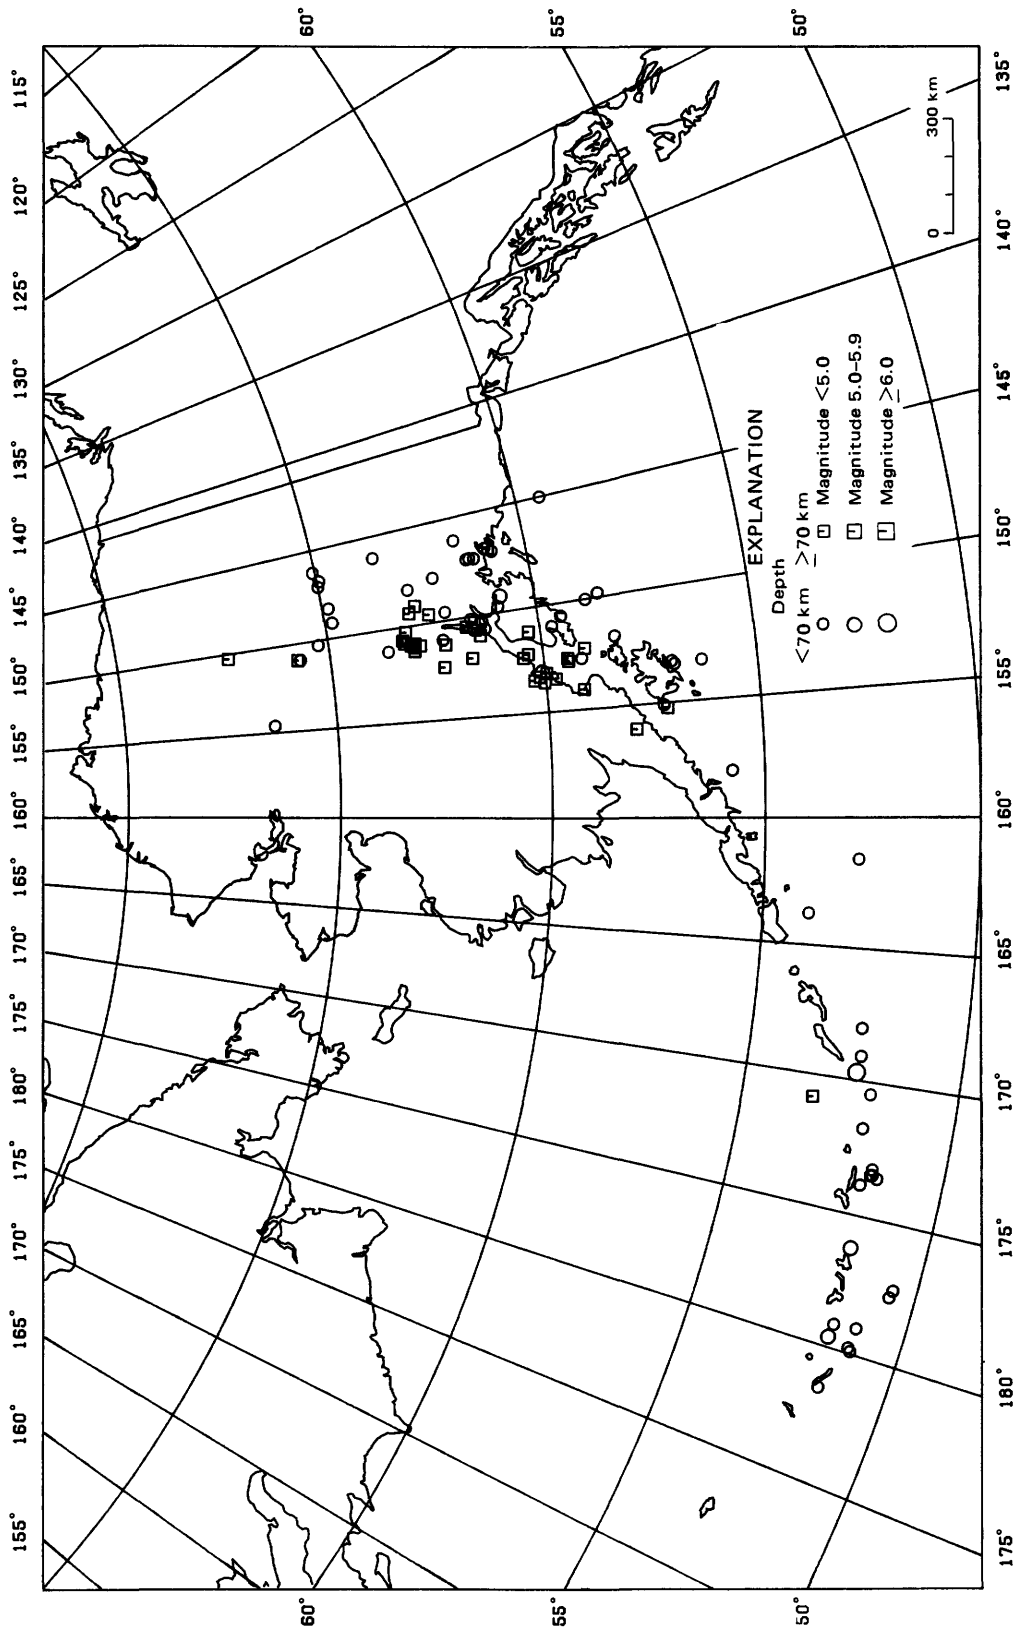 155° 160° 165° 170° 175° 180° 175° 170° 165° 160° 155° 150° 145° 140° 135° 130° 125° 120° 115°
60° 60°
55° 55°
50° 50°
EXPLANATION
Depth
<70 km ≥70 km
Magnitude <5.0
Magnitude 5.0–5.9
Magnitude ≥6.0
0 300 km
175° 180° 175° 170° 165° 160° 155° 150° 145° 140° 135°